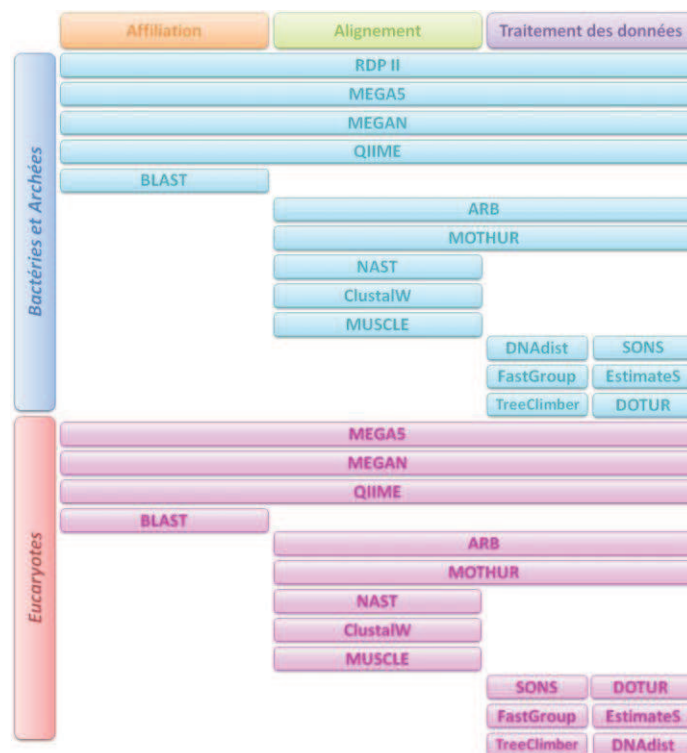 Affiliation Alignement Traitement des données
Bactéries et Archées
RDP II
MEGA5
MEGAN
QIIME
BLAST
ARB
MOTHUR
NAST
ClustalW
MUSCLE
DNAdist SONS
FastGroup EstimateS
TreeClimber DOTUR
Eucaryotes
MEGA5
MEGAN
QIIME
BLAST
ARB
MOTHUR
NAST
ClustalW
MUSCLE
SONS DOTUR
FastGroup EstimateS
TreeClimber DNAdist